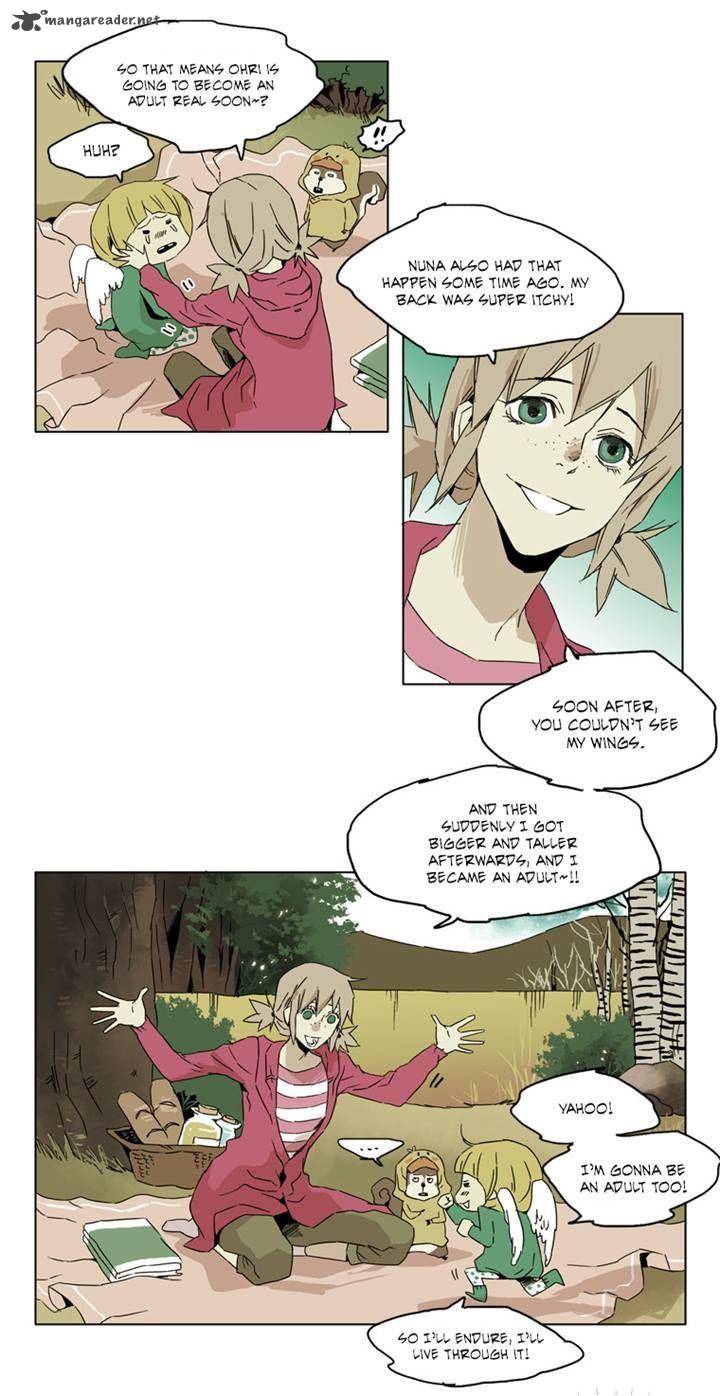 mangareader.net
SO THAT MEANS OHRI IS
GOING TO BECOME AN
ADULT REAL SOON~?
HUH?
!!
NUNA ALSO HAD THAT
HAPPEN SOME TIME AGO. MY
BACK WAS SUPER ITCHY!
SOON AFTER,
YOU COULDN'T SEE
MY WINGS.
AND THEN
SUDDENLY I GOT
BIGGER AND TALLER
AFTERWARDS, AND I
BECAME AN ADULT~!!
....
YAHOO!
I'M GONNA BE
AN ADULT TOO!
SO I'LL ENDURE, I'LL
LIVE THROUGH IT!